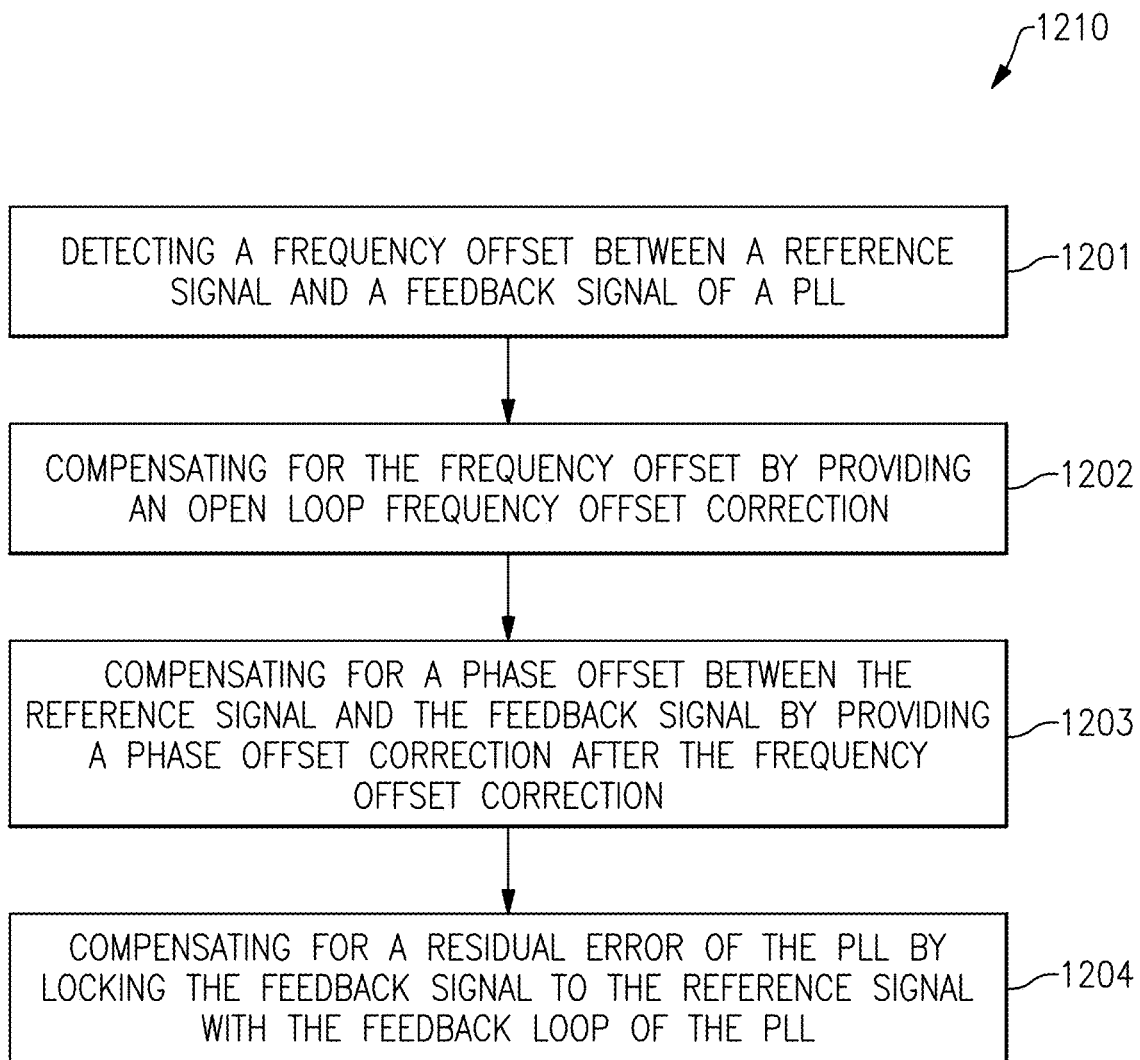 1210
DETECTING A FREQUENCY OFFSET BETWEEN A REFERENCE
SIGNAL AND A FEEDBACK SIGNAL OF A PLL
1201
COMPENSATING FOR THE FREQUENCY OFFSET BY PROVIDING
AN OPEN LOOP FREQUENCY OFFSET CORRECTION
1202
COMPENSATING FOR A PHASE OFFSET BETWEEN THE
REFERENCE SIGNAL AND THE FEEDBACK SIGNAL BY PROVIDING
A PHASE OFFSET CORRECTION AFTER THE FREQUENCY
OFFSET CORRECTION
1203
COMPENSATING FOR A RESIDUAL ERROR OF THE PLL BY
LOCKING THE FEEDBACK SIGNAL TO THE REFERENCE SIGNAL
WITH THE FEEDBACK LOOP OF THE PLL
1204